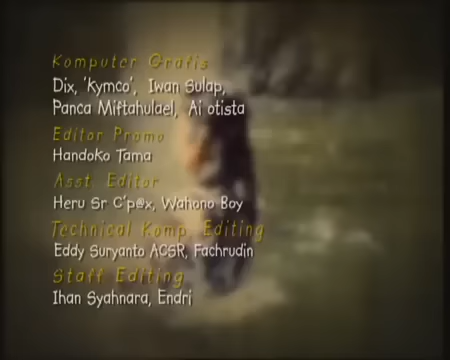 Komputer Grafis
Dix, 'kymco', Iwan Sulap,
Panca Miftahulael, Ai otista
Editor Promo
Handoko Tama
Asst Editor
Heru Sr C'p@x, Wahono Boy
Technical Komp. Editing
Eddy Suryanto ACSR, Fachrudin
Staff Editing
Ihan Syahnara, Endri